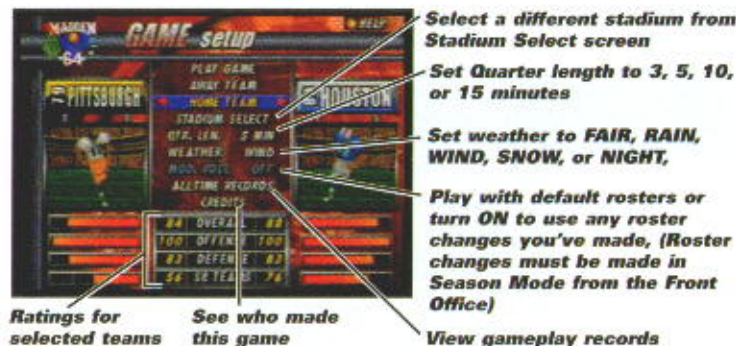 MADDEN
64
GAME setup
HELP
PLAY GAME
AWAY TEAM
HOME TEAM
STADIUM SELECT
QTR. LEN. 5 MIN
WEATHER WIND
OFF
ALLTIME RECORDS
CREDITS
PITTSBURGH
HOUSTON
84 OVERALL 88
100 OFFENSE 100
83 DEFENSE 83
56 SP. TEAMS 76
Select a different stadium from
Stadium Select screen
Set Quarter length to 3, 5, 10,
or 15 minutes
Set weather to FAIR, RAIN,
WIND, SNOW, or NIGHT,
Play with default rosters or
turn ON to use any roster
changes you've made, (Roster
changes must be made in
Season Mode from the Front
Office)
View gameplay records
Ratings for
selected teams
See who made
this game